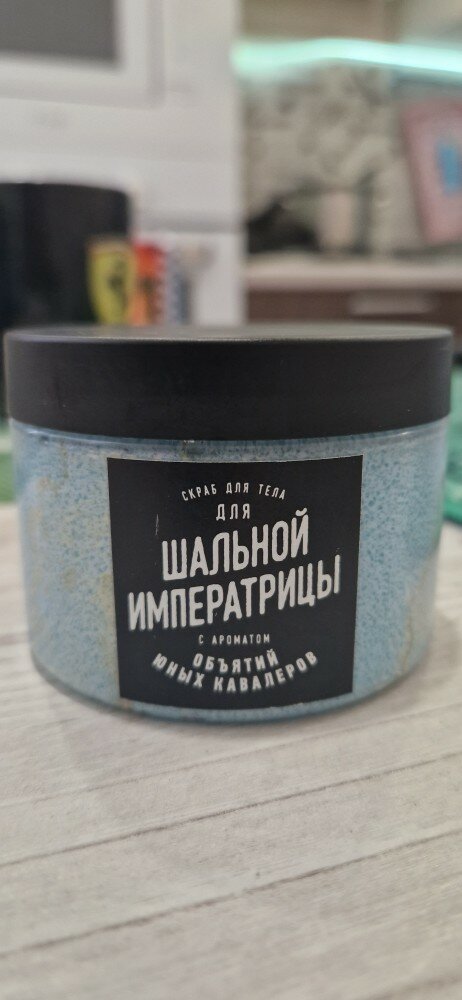 СКРАБ ДЛЯ ТЕЛА
ДЛЯ
ШАЛЬНОЙ
ИМПЕРАТРИЦЫ
С АРОМАТОМ
ОБЪЯТИЙ
ЮНЫХ КАВАЛЕРОВ